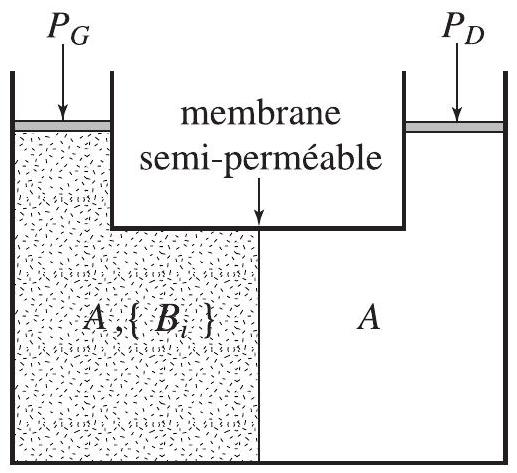 P_G
P_D
membrane
semi-perméable
A,{ B_i }
A